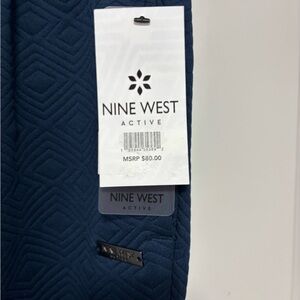 NINE WEST
ACTIVE
MSRP $80.00
NINE WEST
ACTIVE